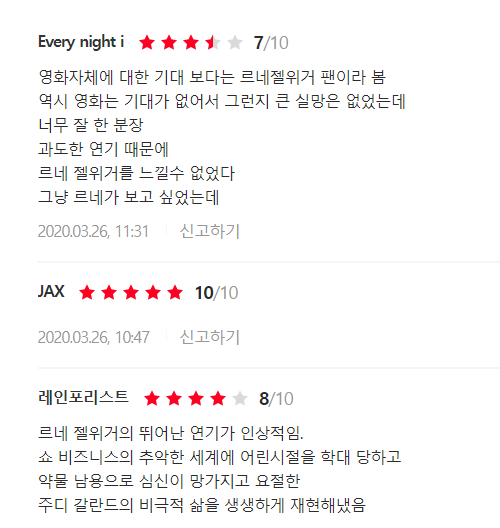 Every night i 7/10
영화자체에 대한 기대 보다는 르네젤위거 팬이라 봄
역시 영화는 기대가 없어서 그런지 큰 실망은 없었는데
너무 잘 한 분장
과도한 연기 때문에
르네 젤위거를 느낄수 없었다
그냥 르네가 보고 싶었는데
2020.03.26, 11:31 신고하기
JAX 10/10
2020.03.26, 10:47 신고하기
레인포리스트 8/10
르네 젤위거의 뛰어난 연기가 인상적임.
쇼 비즈니스의 추악한 세계에 어린시절을 학대 당하고
약물 남용으로 심신이 망가지고 요절한
주디 갈란드의 비극적 삶을 생생하게 재현해냈음